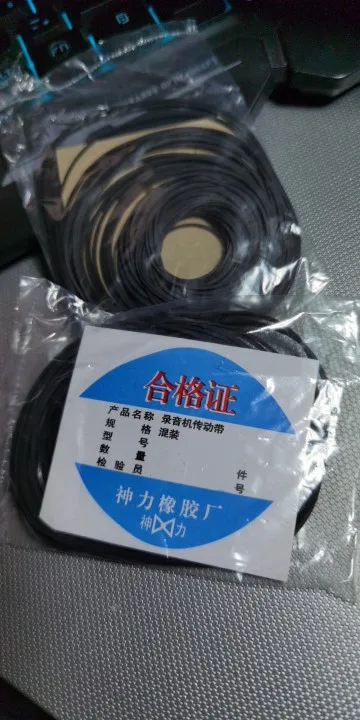 合格证
产品名称 录音机传动带
规格 混装
型号
数量 件
检验员 号
神力橡胶厂
神力